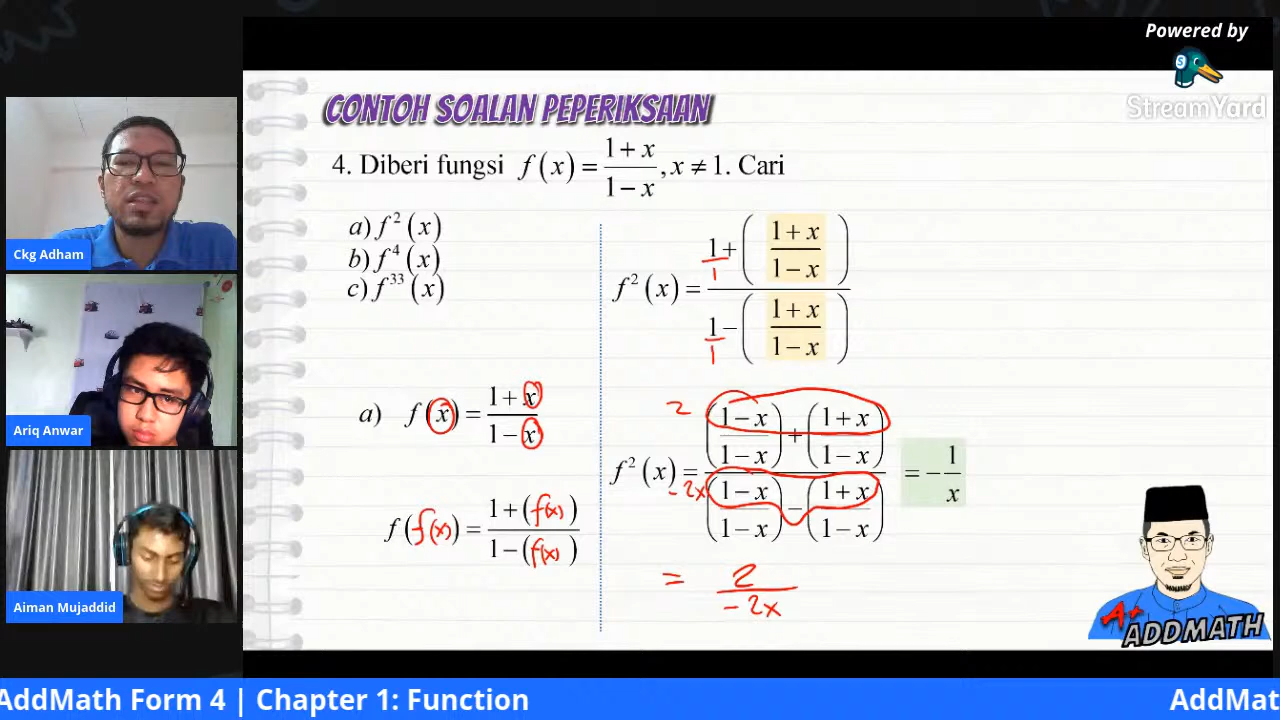 Powered by
StreamYard
CONTOH SOALAN PEPERIKSAAN
4. Diberi fungsi f(x) = (1 + x)/(1 − x), x ≠ 1. Cari
a) f²(x)
b) f⁴(x)
c) f³³(x)
a) f(x) = (1 + x)/(1 − x)
f(f(x)) = (1 + (f(x)))/(1 − (f(x)))
f²(x) = (1/1 + ((1 + x)/(1 − x)))/(1/1 − ((1 + x)/(1 − x)))
2
f²(x) = (((1 − x)/(1 − x)) + ((1 + x)/(1 − x)))/(((1 − x)/(1 − x)) − ((1 + x)/(1 − x))) = −1/x
−2x
= 2/−2x
Ckg Adham
Ariq Anwar
Aiman Mujaddid
A+
ADDMATH
AddMath Form 4 | Chapter 1: Function
AddMat